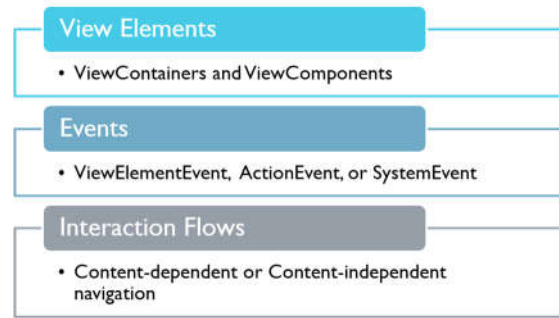 View Elements
• ViewContainers and ViewComponents
Events
• ViewElementEvent, ActionEvent, or SystemEvent
Interaction Flows
• Content-dependent or Content-independent
navigation